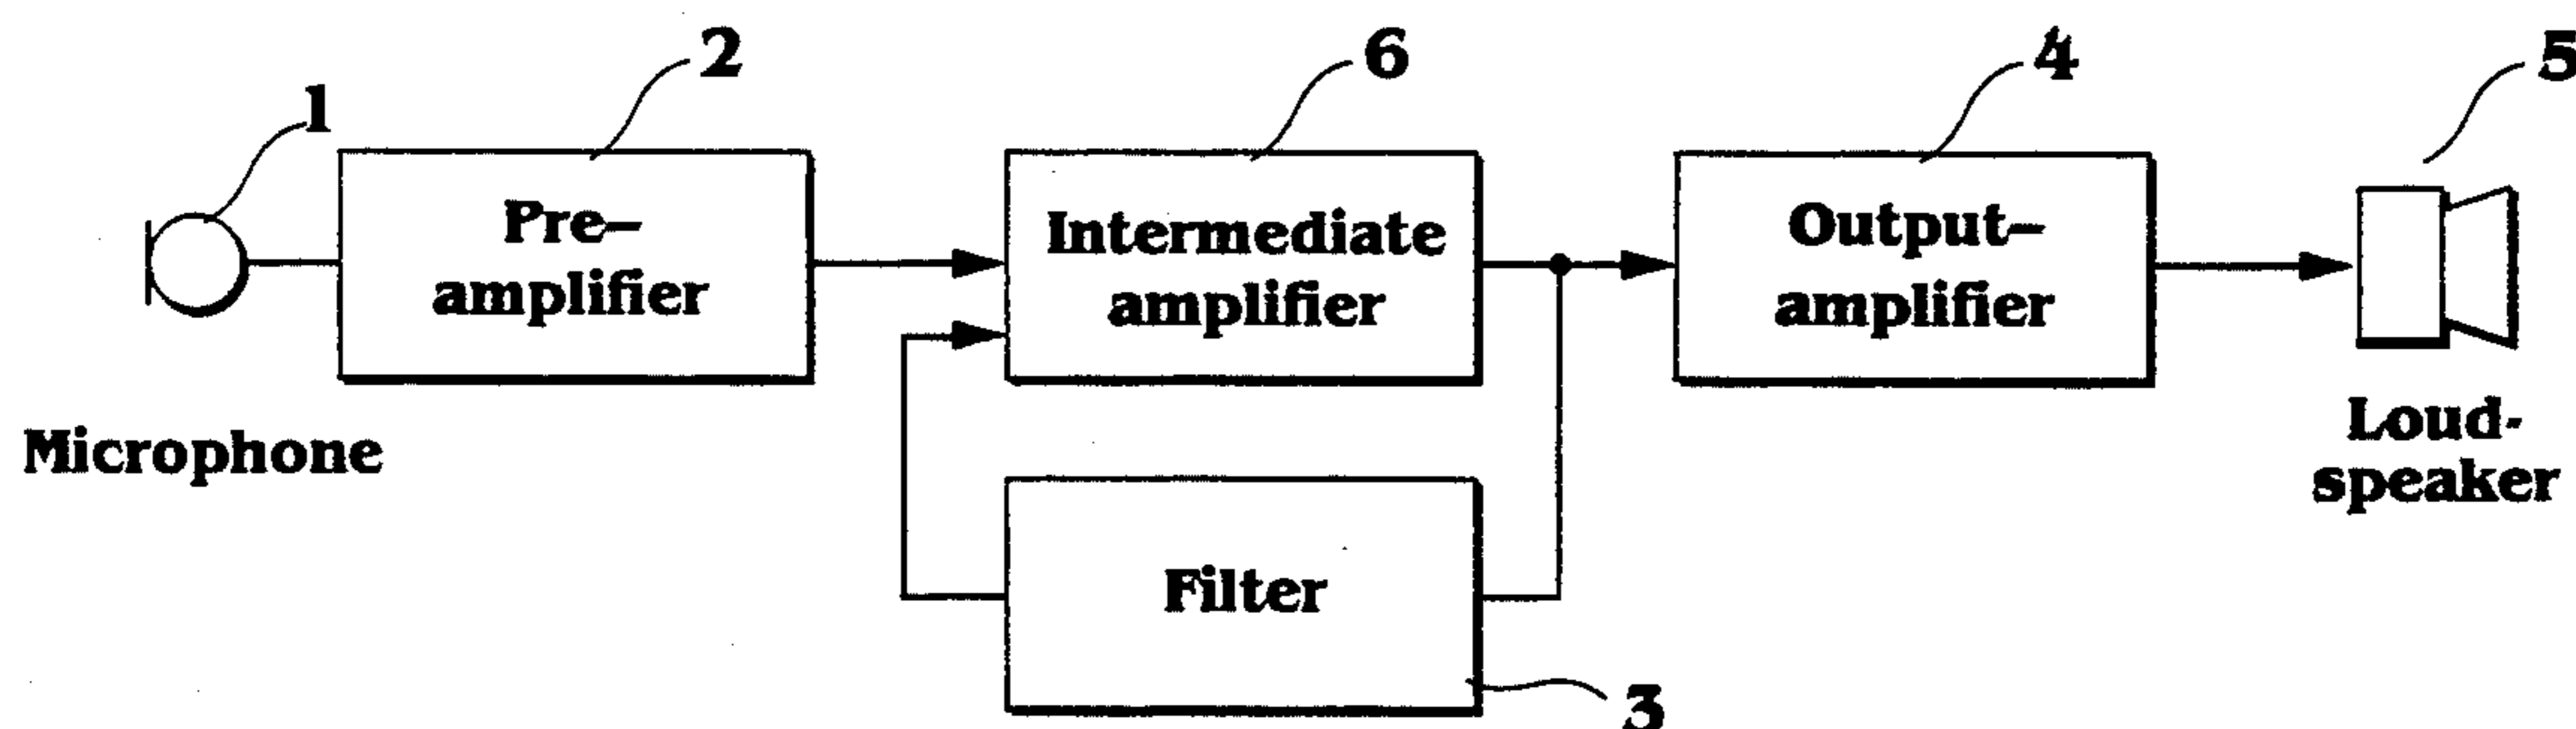 1
2
6
4
5
Pre–
amplifier
Intermediate
amplifier
Output–
amplifier
Microphone
Loud-
speaker
Filter
3